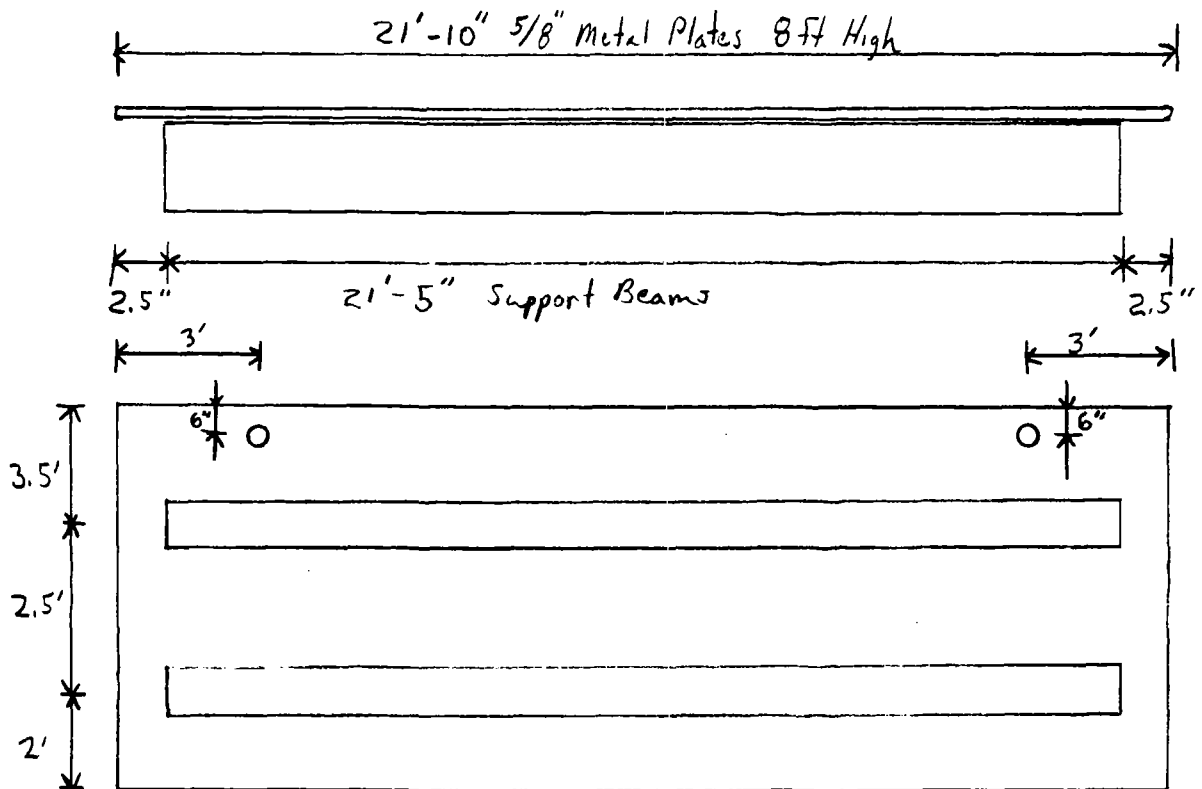 21'-10" 5/8" Metal Plates 8ft High
2.5" 21'-5" Support Beams 2.5"
3' 3'
6" 6"
3.5'
2.5'
2'